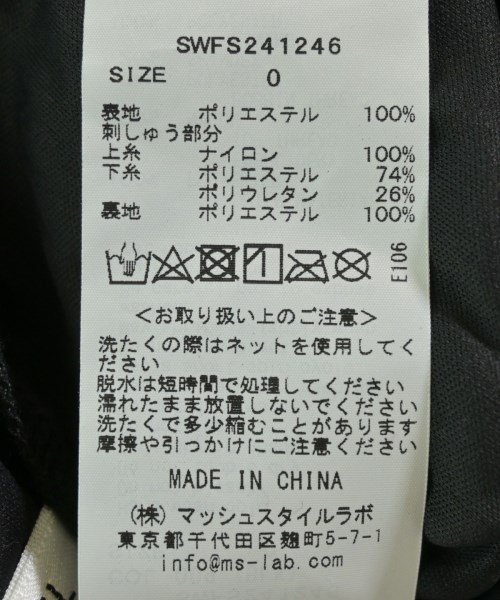 SWFS241246
SIZE 0
表地 ポリエステル 100%
刺しゅう部分
上糸 ナイロン 100%
下糸 ポリエステル 74%
ポリウレタン 26%
裏地 ポリエステル 100%
E106
<お取り扱い上のご注意>
洗たくの際はネットを使用してく
ださい
脱水は短時間で処理してください
濡れたまま放置しないでください
洗たくで多少縮むことがあります
摩擦や引っかけにご注意ください
MADE IN CHINA
(株) マッシュスタイルラボ
東京都千代田区麹町5-7-1
info@ms-lab.com